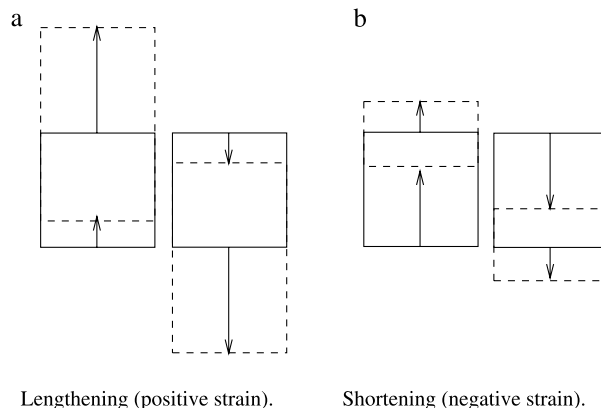 a
b
Lengthening (positive strain).
Shortening (negative strain).